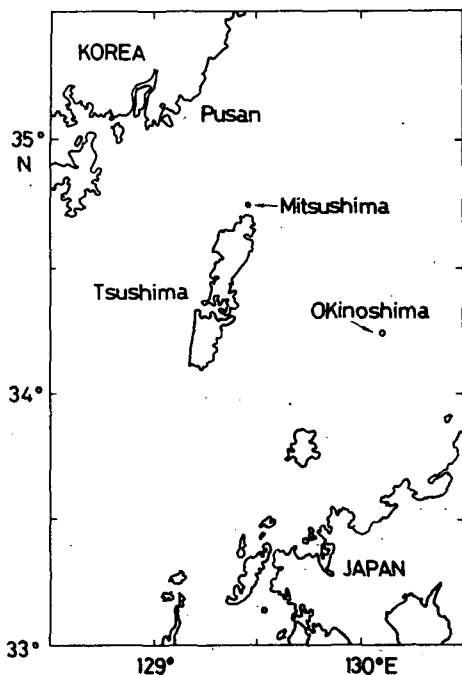 KOREA
Pusan
35°
N
Mitsushima
Tsushima
OKinoshima
34°
JAPAN
33°
129°
130°E